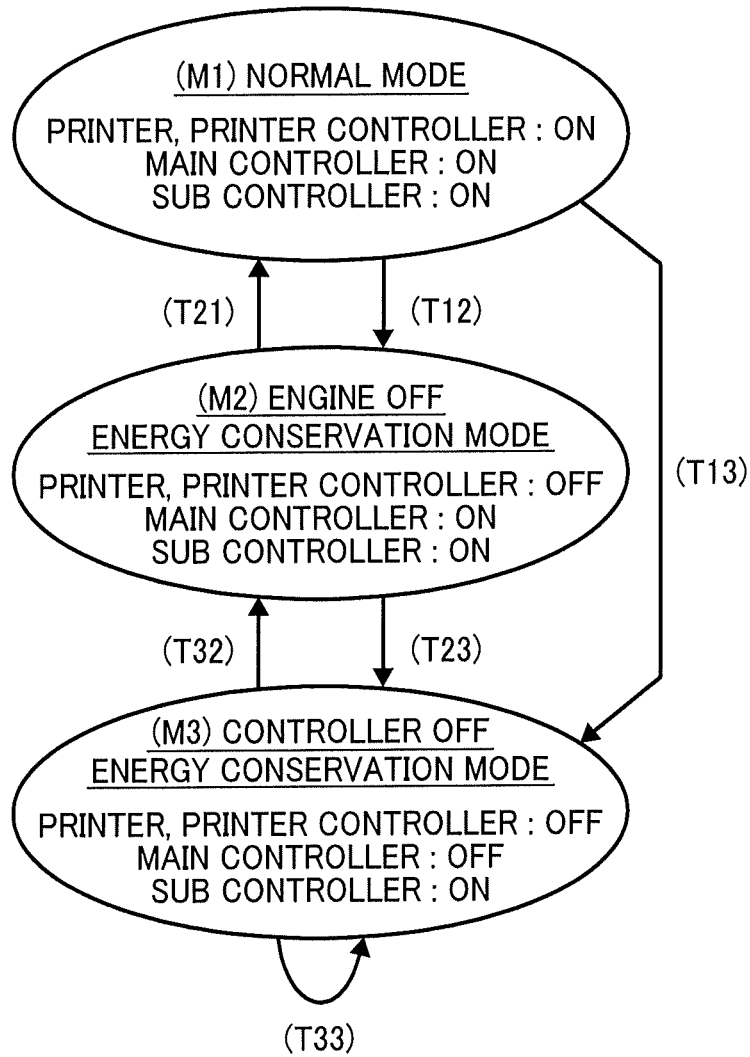 (M1) NORMAL MODE
PRINTER, PRINTER CONTROLLER : ON
MAIN CONTROLLER : ON
SUB CONTROLLER : ON
(T21)
(T12)
(M2) ENGINE OFF
ENERGY CONSERVATION MODE
PRINTER, PRINTER CONTROLLER : OFF
MAIN CONTROLLER : ON
SUB CONTROLLER : ON
(T13)
(T32)
(T23)
(M3) CONTROLLER OFF
ENERGY CONSERVATION MODE
PRINTER, PRINTER CONTROLLER : OFF
MAIN CONTROLLER : OFF
SUB CONTROLLER : ON
(T33)